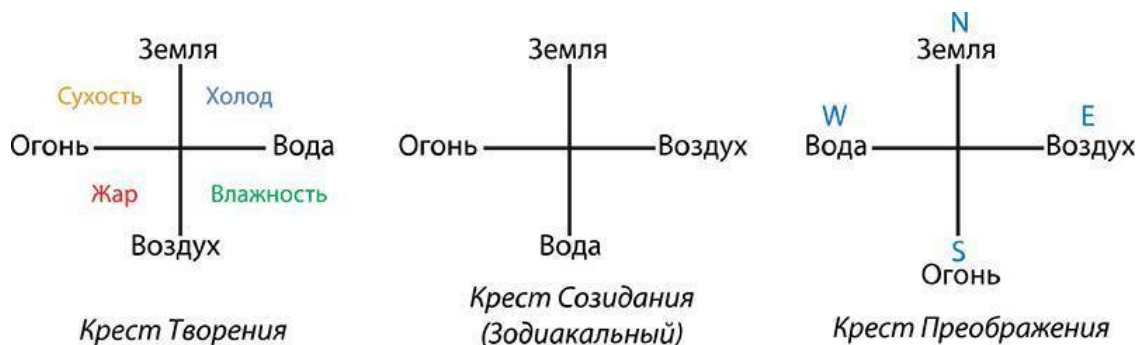 Земля
Сухость Холод
Огонь Вода
Жар Влажность
Воздух
Крест Творения
Земля
Огонь Воздух
Вода
Крест Созидания
(Зодиакальный)
N
Земля
W E
Вода Воздух
S
Огонь
Крест Преображения